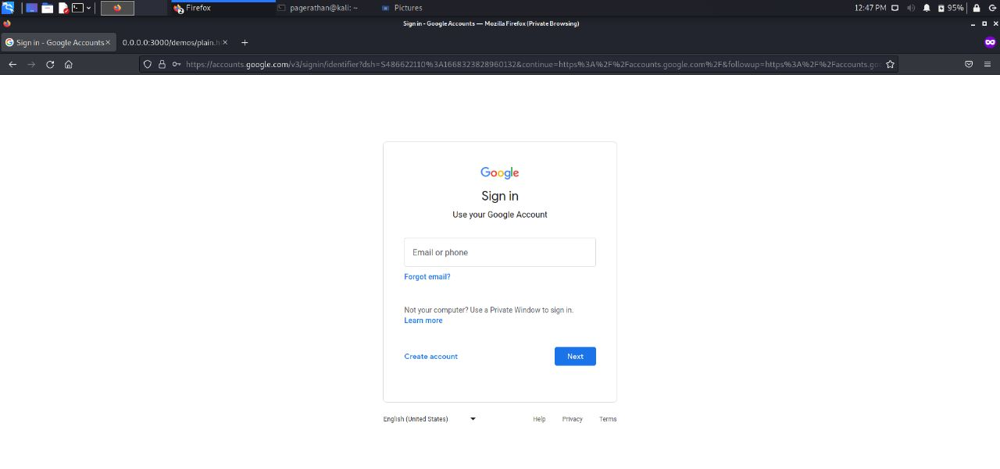 2 Firefox pagerathan@kali: ~ Pictures 12:47 PM 95%
Sign in - Google Accounts — Mozilla Firefox (Private Browsing)
Sign in - Google Accounts 0.0.0.0:3000/demos/plain.h
https://accounts.google.com/v3/signin/identifier?dsh=S486622110%3A1668323828960132&continue=https%3A%2F%2Faccounts.google.com%2F&followup=https%3A%2F%2Faccounts.go
Google
Sign in
Use your Google Account
Email or phone
Forgot email?
Not your computer? Use a Private Window to sign in.
Learn more
Create account Next
English (United States) Help Privacy Terms